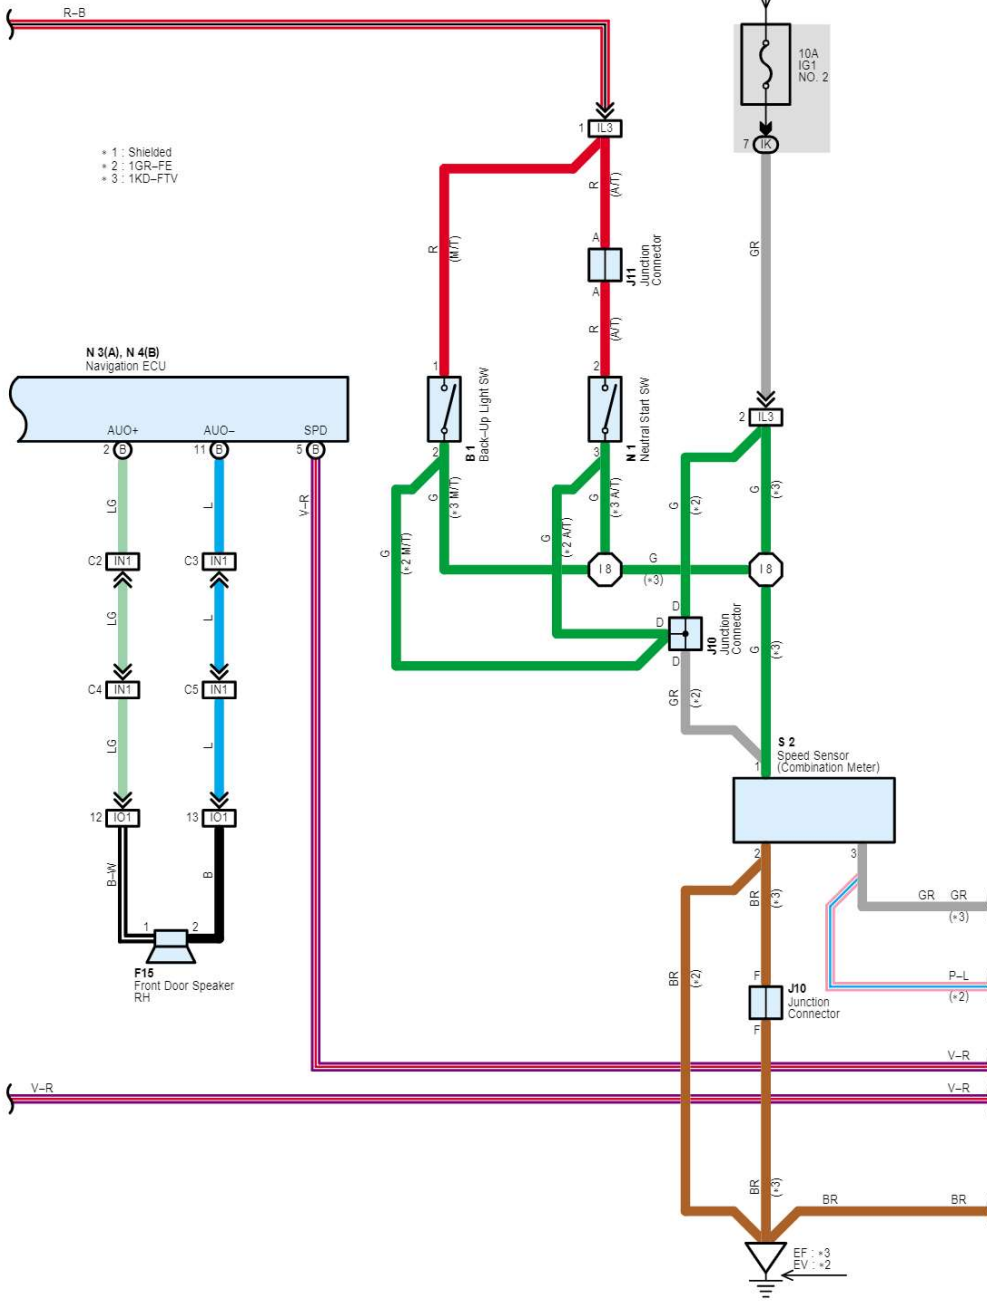 R–B
10A
IG1
NO. 2
1 IL3
7 IK
* 1 : Shielded
* 2 : 1GR–FE
* 3 : 1KD–FTV
R
(M/T)
R
(A/T)
A
J11
Junction
Connector
A
R
(A/T)
GR
N 3(A), N 4(B)
Navigation ECU
AUO+
AUO–
SPD
2 B
11 B
5 B
1
2
B 1
Back–Up Light SW
2
3
N 1
Neutral Start SW
2 IL3
LG
L
V–R
G
(*2 M/T)
G
(*3 M/T)
G
(*2 A/T)
G
(*3 A/T)
G
(*2)
G
(*3)
C2 IN1
C3 IN1
I 8
G
(*3)
I 8
LG
L
D
D
D
J10
Junction
Connector
G
(*3)
C4 IN1
C5 IN1
GR
(*2)
LG
L
S 2
Speed Sensor
(Combination Meter)
1
12 IO1
13 IO1
B–W
B
2
3
1
2
F15
Front Door Speaker
RH
BR
(*3)
GR
GR
(*3)
BR
(*2)
F
J10
Junction
Connector
F
P–L
(*2)
V–R
V–R
V–R
BR
(*3)
BR
BR
EF : *3
EV : *2